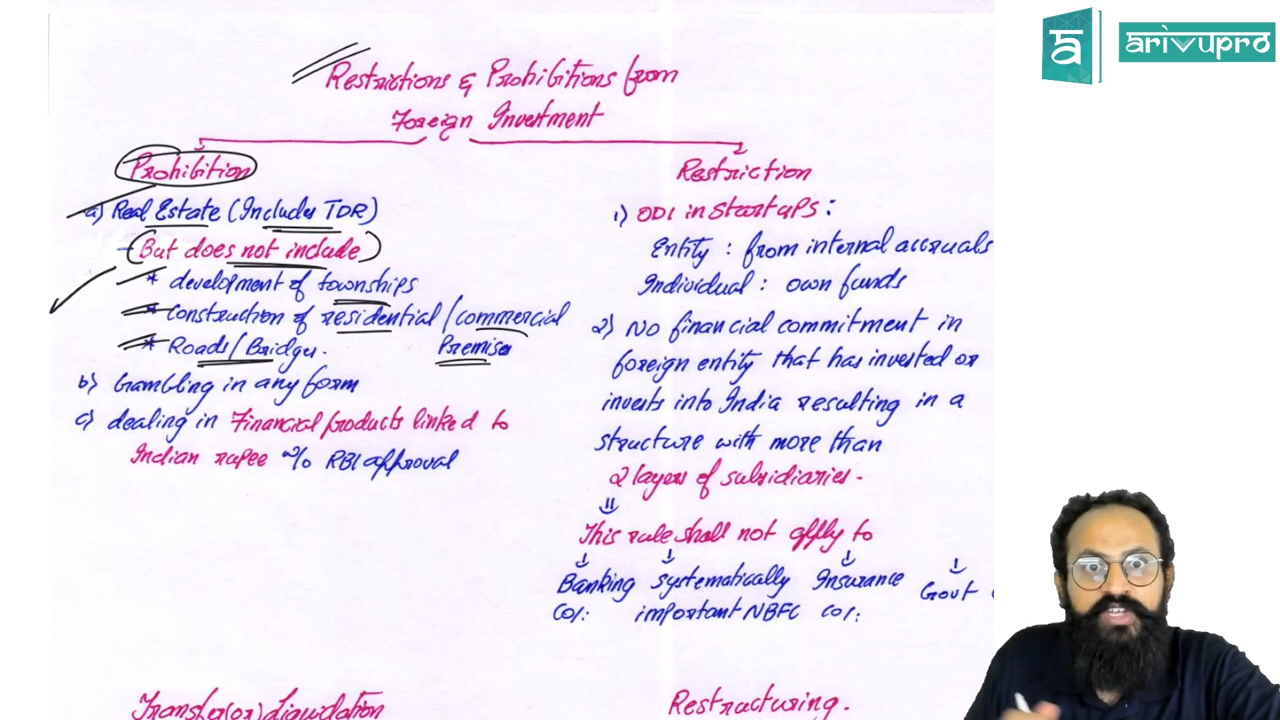 arivupro
Restrictions & Prohibitions from
Foreign Investment
Prohibition
a) Real Estate (Includes TDR)
- (But does not include)
* development of townships
* Construction of residential / commercial
Premises
* Roads/Bridges.
b) Gambling in any form
c) dealing in Financial products linked to
Indian rupee w/o RBI approval
Restriction
1) ODI in StartUPS :
Entity : from internal accruals
Individual : own funds
2) No financial commitment in
foreign entity that has invested or
invests into India resulting in a
structure with more than
2 layers of subsidiaries.
This rule shall not apply to
Banking systematically Insurance Govt
Co/: important NBFC co/:
Transfer (or) Liquidation
Restracturing.